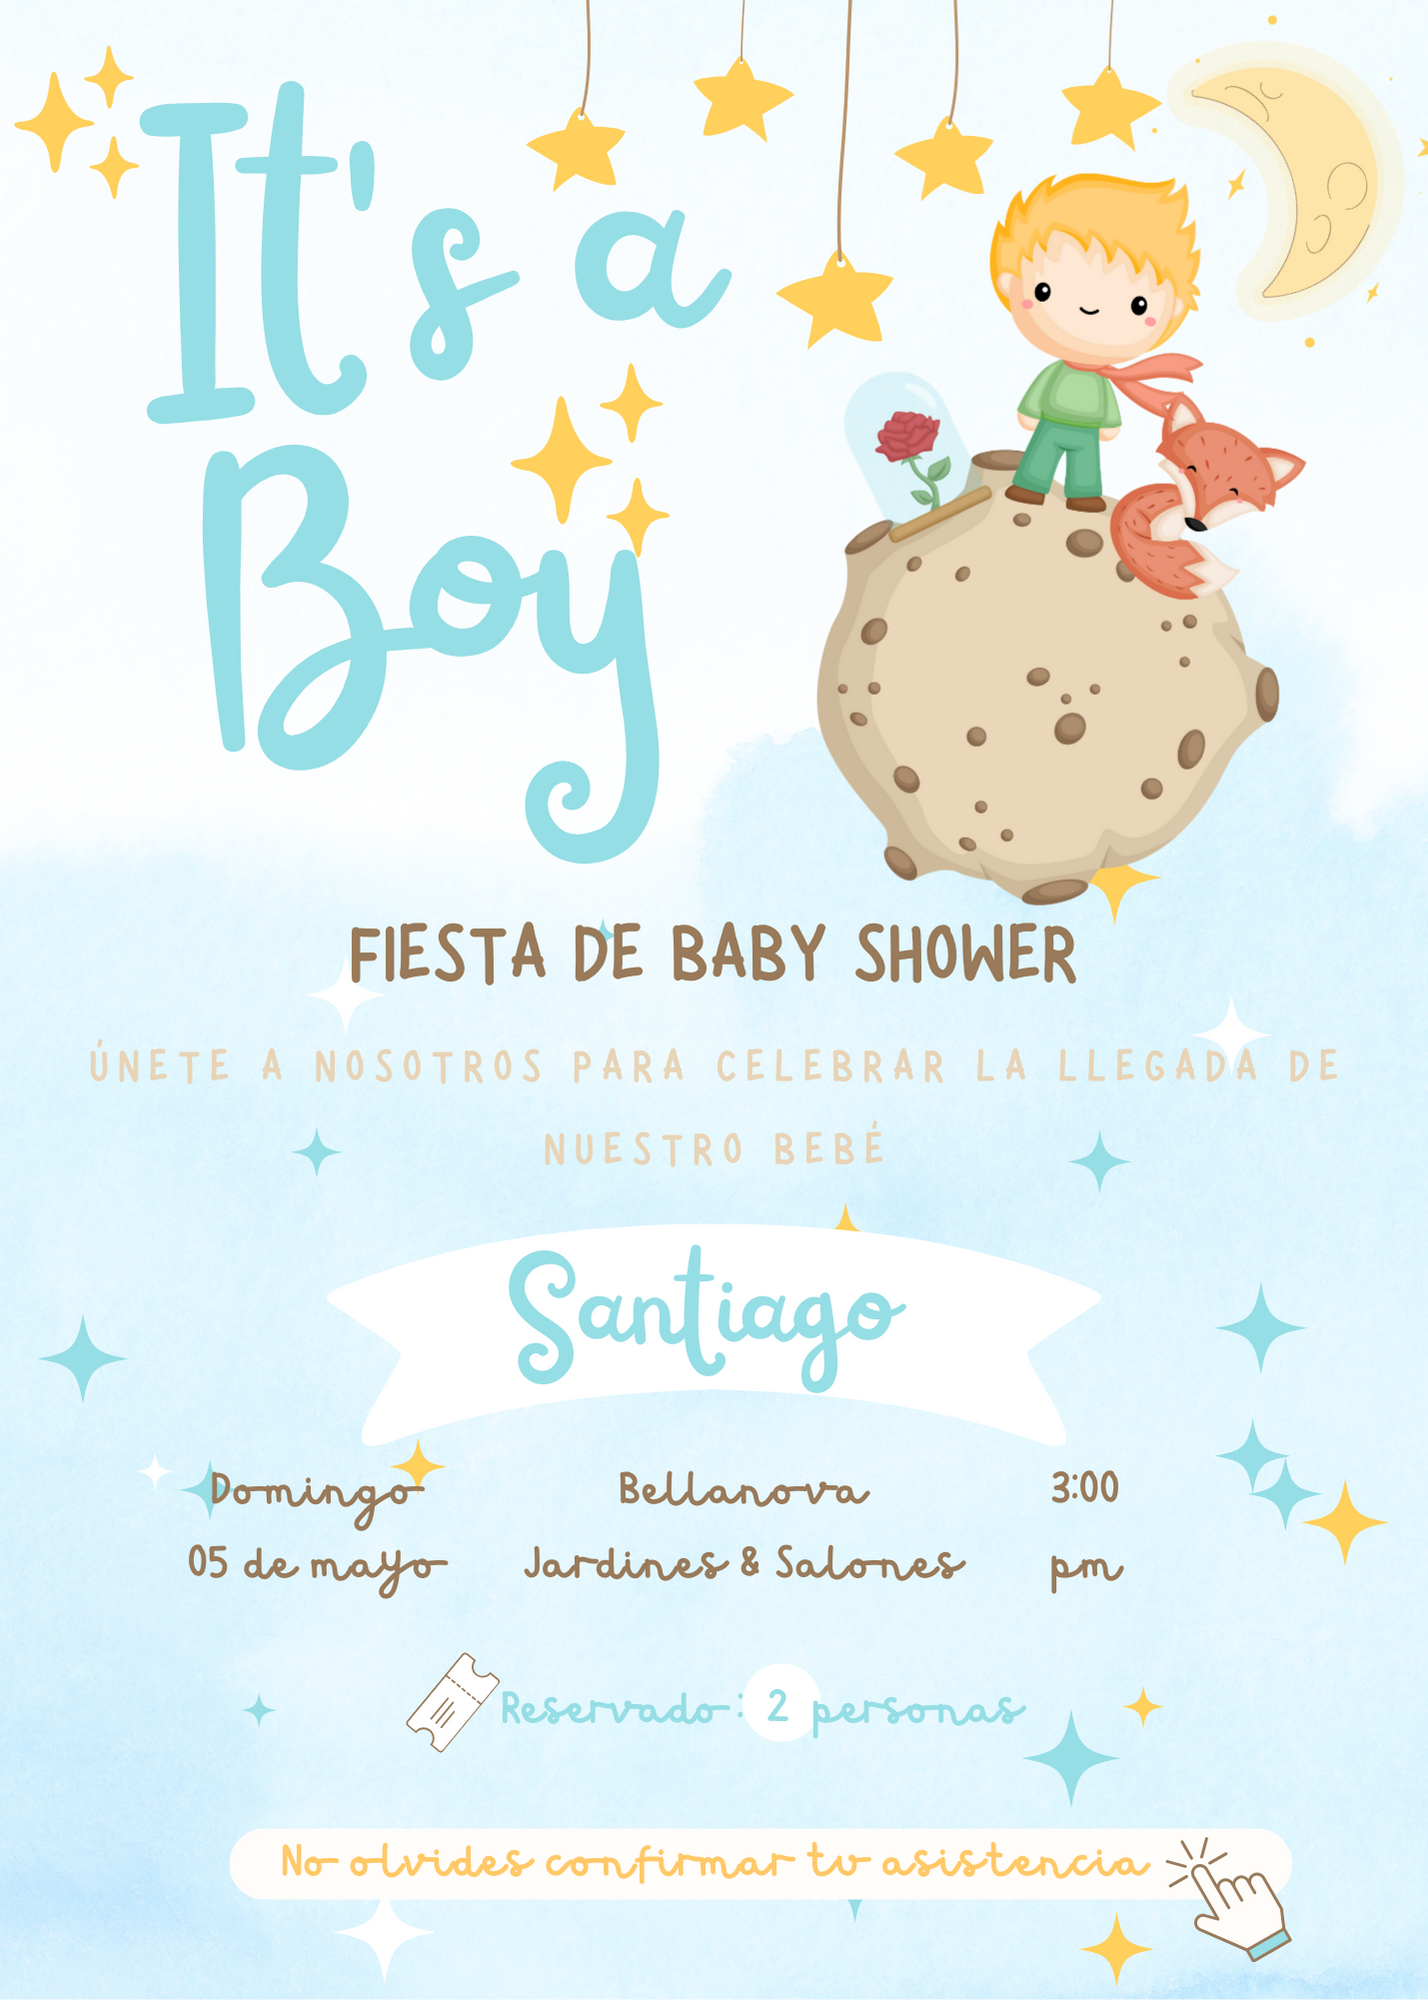 It's a
Boy
FIESTA DE BABY SHOWER
ÚNETE A NOSOTROS PARA CELEBRAR LA LLEGADA DE
NUESTRO BEBÉ
Santiago
Domingo
05 de mayo
Bellanova
Jardines & Salones
3:00
pm
Reservado: 2 personas
No olvides confirmar tu asistencia